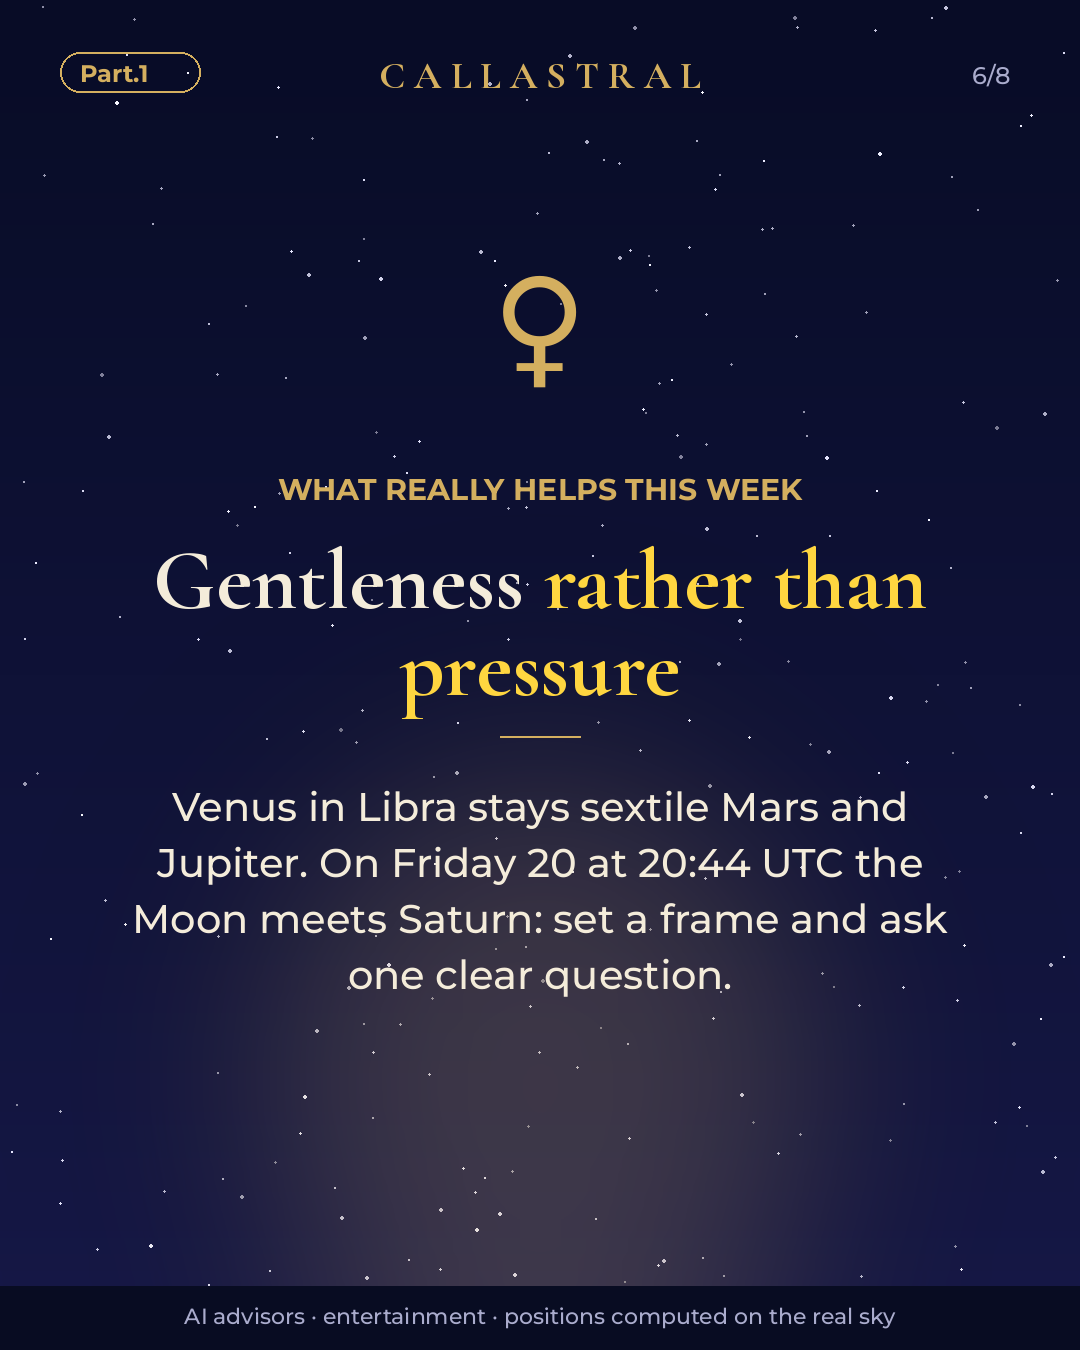 Part.1
CALLASTRAL
6/8
WHAT REALLY HELPS THIS WEEK
Gentleness rather than
pressure
Venus in Libra stays sextile Mars and
Jupiter. On Friday 20 at 20:44 UTC the
Moon meets Saturn: set a frame and ask
one clear question.
AI advisors · entertainment · positions computed on the real sky